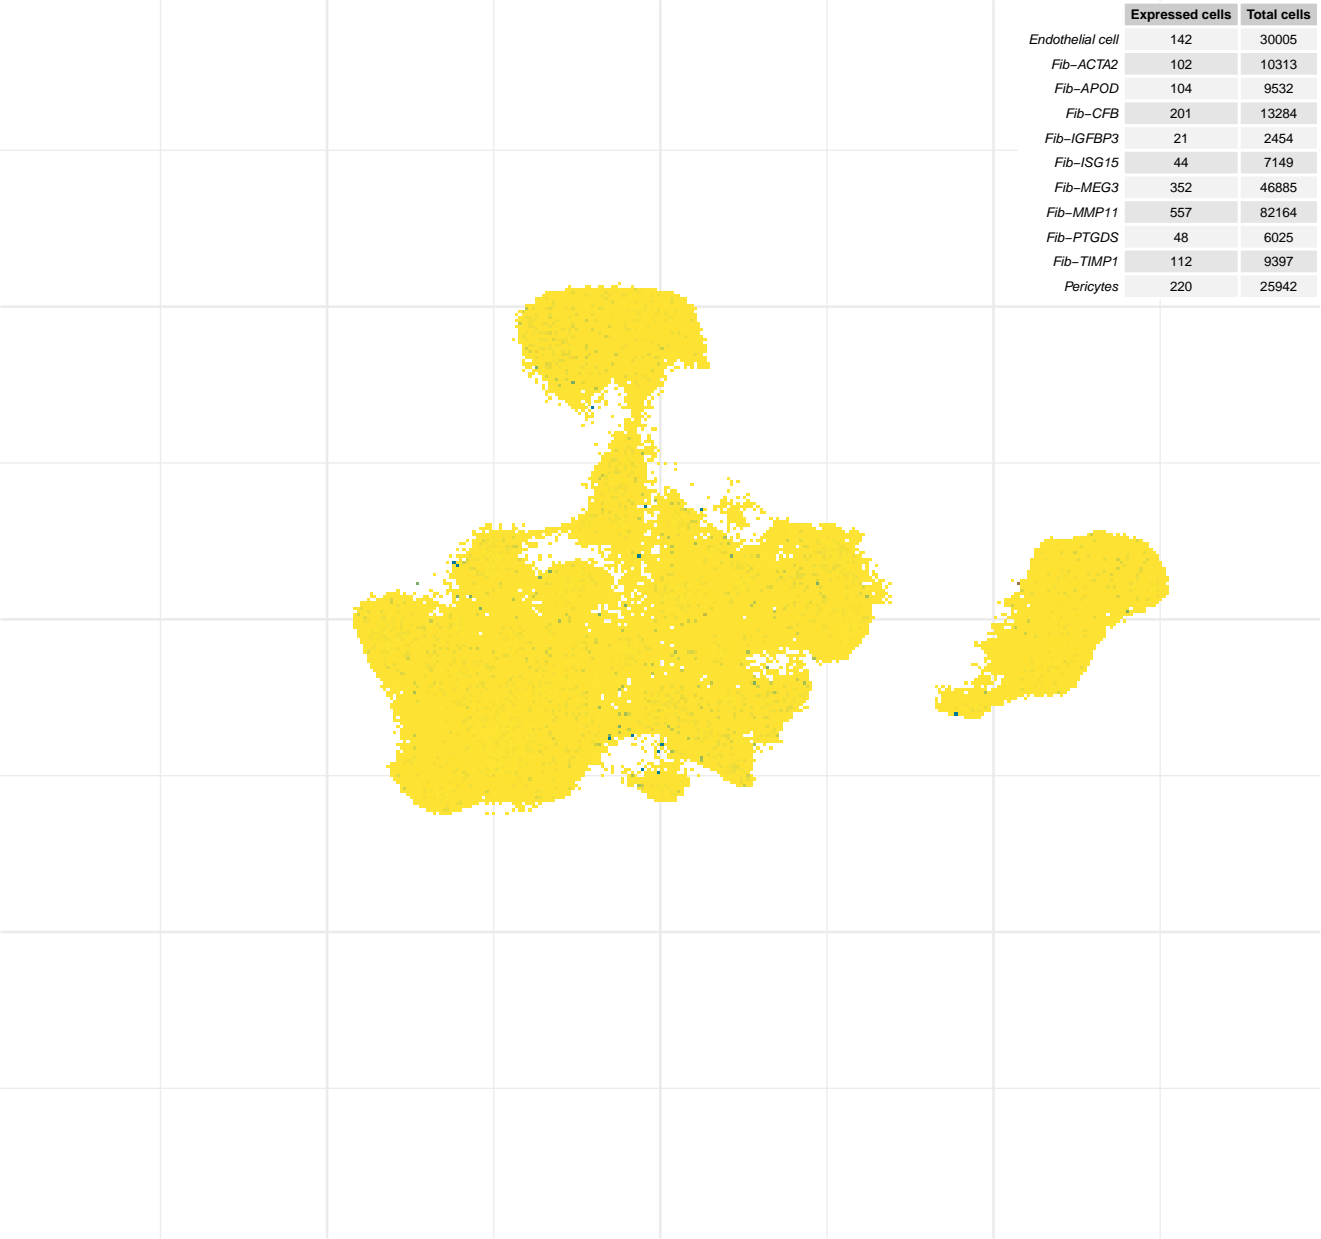 Expressed cells Total cells
Endothelial cell 142 30005
Fib−ACTA2 102 10313
Fib−APOD 104 9532
Fib−CFB 201 13284
Fib−IGFBP3 21 2454
Fib−ISG15 44 7149
Fib−MEG3 352 46885
Fib−MMP11 557 82164
Fib−PTGDS 48 6025
Fib−TIMP1 112 9397
Pericytes 220 25942